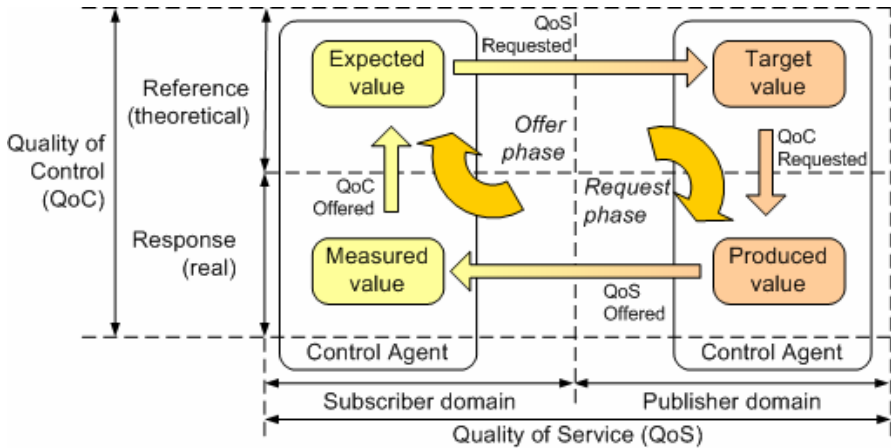 QoS
Requested
Expected
value
Target
value
Reference
(theoretical)
Offer
phase
QoC
Requested
Quality of
Control
(QoC)
QoC
Offered
Request
phase
Response
(real)
Measured
value
Produced
value
QoS
Offered
Control Agent
Control Agent
Subscriber domain
Publisher domain
Quality of Service (QoS)